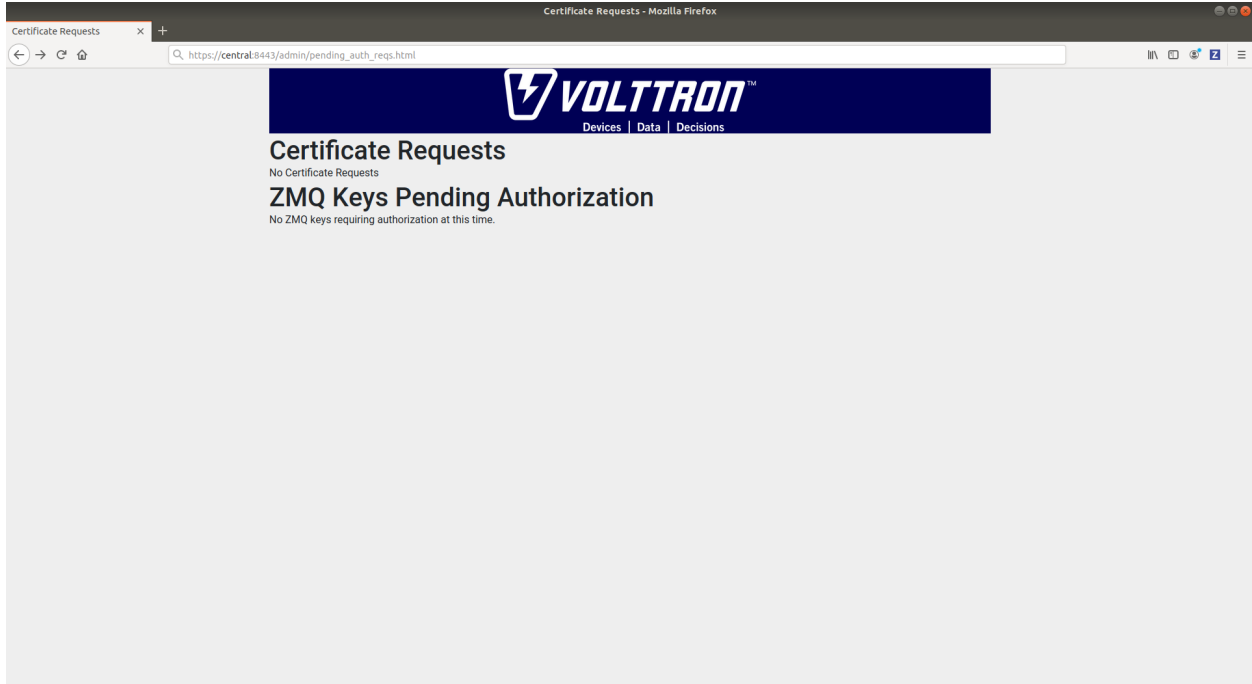 Certificate Requests - Mozilla Firefox
Certificate Requests
https://central:8443/admin/pending_auth_reqs.html
Z
VOLTTRON™
Devices | Data | Decisions
Certificate Requests
No Certificate Requests
ZMQ Keys Pending Authorization
No ZMQ keys requiring authorization at this time.